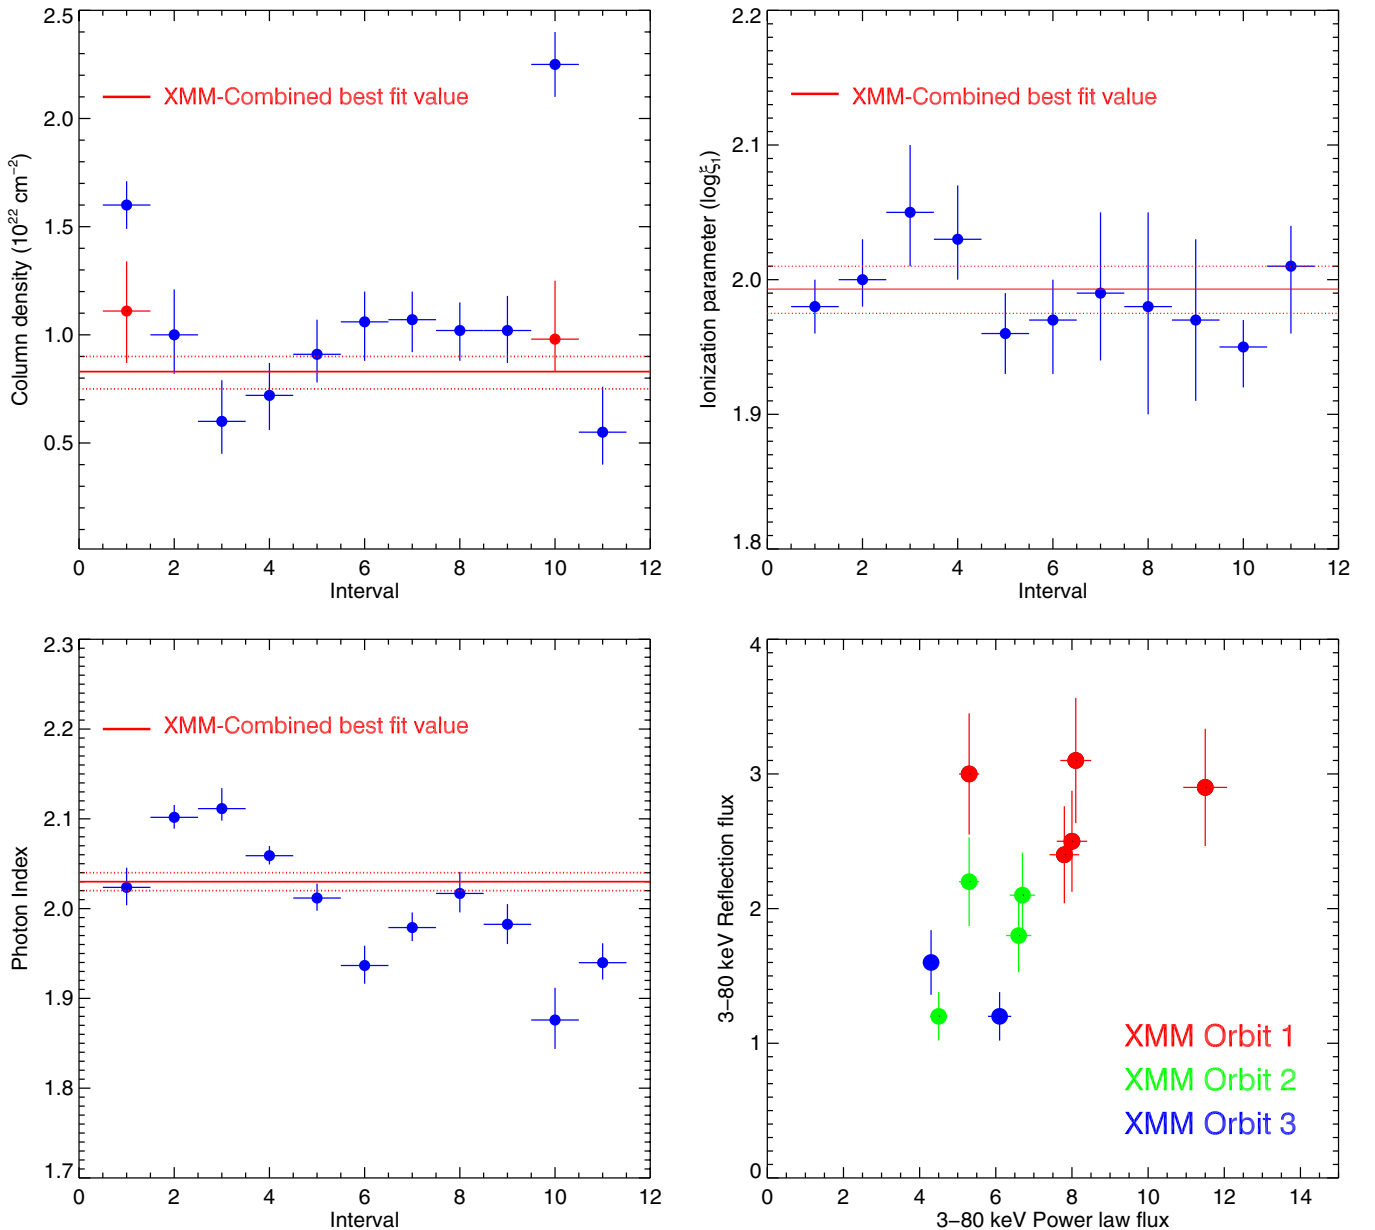 2.5
2.0
1.5
1.0
0.5
Column density (10²² cm⁻²)
XMM-Combined best fit value
0 2 4 6 8 10 12
Interval
2.2
2.1
2.0
1.9
1.8
Ionization parameter (logξ₁)
XMM-Combined best fit value
0 2 4 6 8 10 12
Interval
2.3
2.2
2.1
2.0
1.9
1.8
1.7
Photon Index
XMM-Combined best fit value
0 2 4 6 8 10 12
Interval
4
3
2
1
0
3−80 keV Reflection flux
XMM Orbit 1
XMM Orbit 2
XMM Orbit 3
0 2 4 6 8 10 12 14
3−80 keV Power law flux